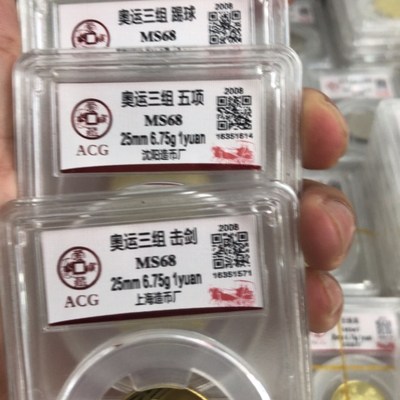 奥运三组 踢球
MS68
2008
奥运三组 五项
MS68
25mm 6.75g 1yuan
沈阳造币厂
ACG
2008
16351614
奥运三组 击剑
MS68
25mm 6.75g 1yuan
上海造币厂
ACG
2008
16351571